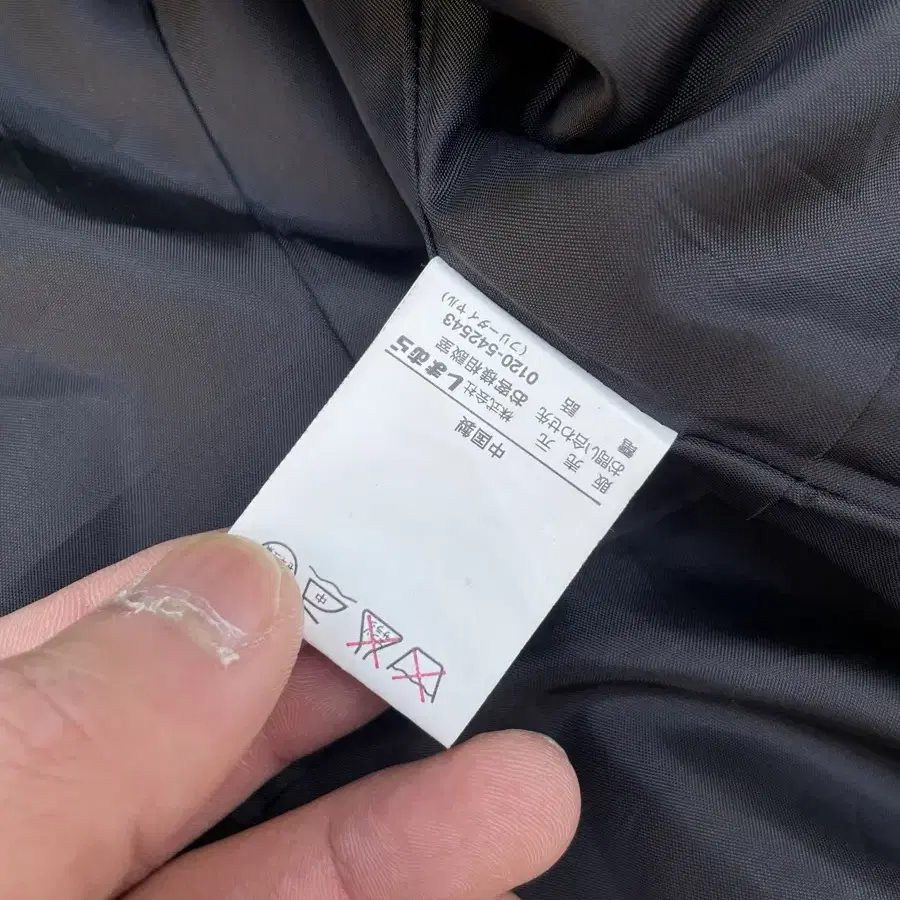 中
中国製
販 売 元 株式会社 しまむら
お問い合わせ先 お客様相談室
電 話 0120-542543
(フリーダイヤル)